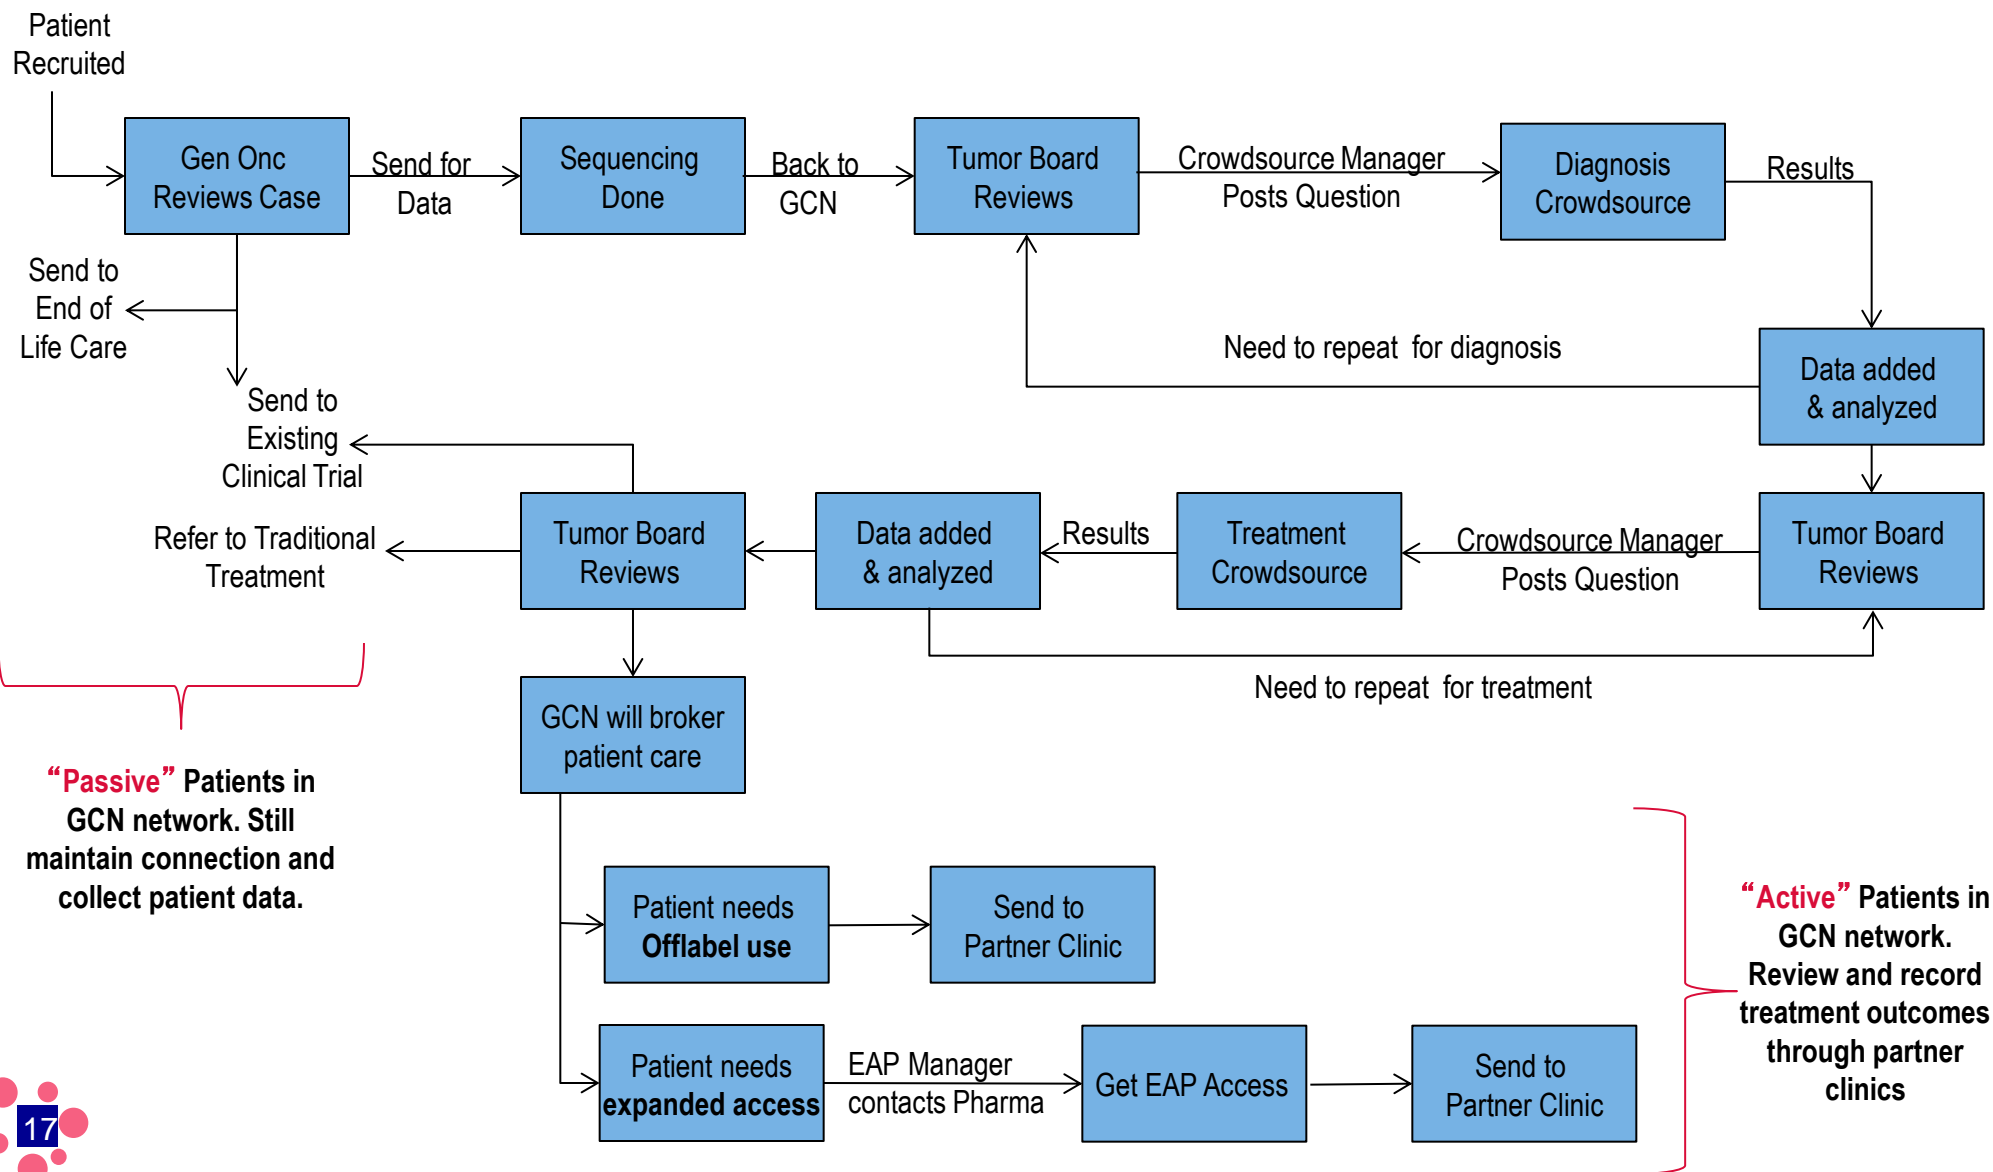 Patient
Recruited
Gen Onc
Reviews Case
Send for
Data
Sequencing
Done
Back to
GCN
Tumor Board
Reviews
Crowdsource Manager
Posts Question
Diagnosis
Crowdsource
Results
Send to
End of
Life Care
Need to repeat  for diagnosis
Data added
& analyzed
Send to
Existing
Clinical Trial
Refer to Traditional
Treatment
Tumor Board
Reviews
Data added
& analyzed
Results
Treatment
Crowdsource
Crowdsource Manager
Posts Question
Tumor Board
Reviews
Need to repeat  for treatment
GCN will broker
patient care
“Passive” Patients in
GCN network. Still
maintain connection and
collect patient data.
Patient needs
Offlabel use
Send to
Partner Clinic
“Active” Patients in
GCN network.
Review and record
treatment outcomes
through partner
clinics
Patient needs
expanded access
EAP Manager
contacts Pharma
Get EAP Access
Send to
Partner Clinic
17